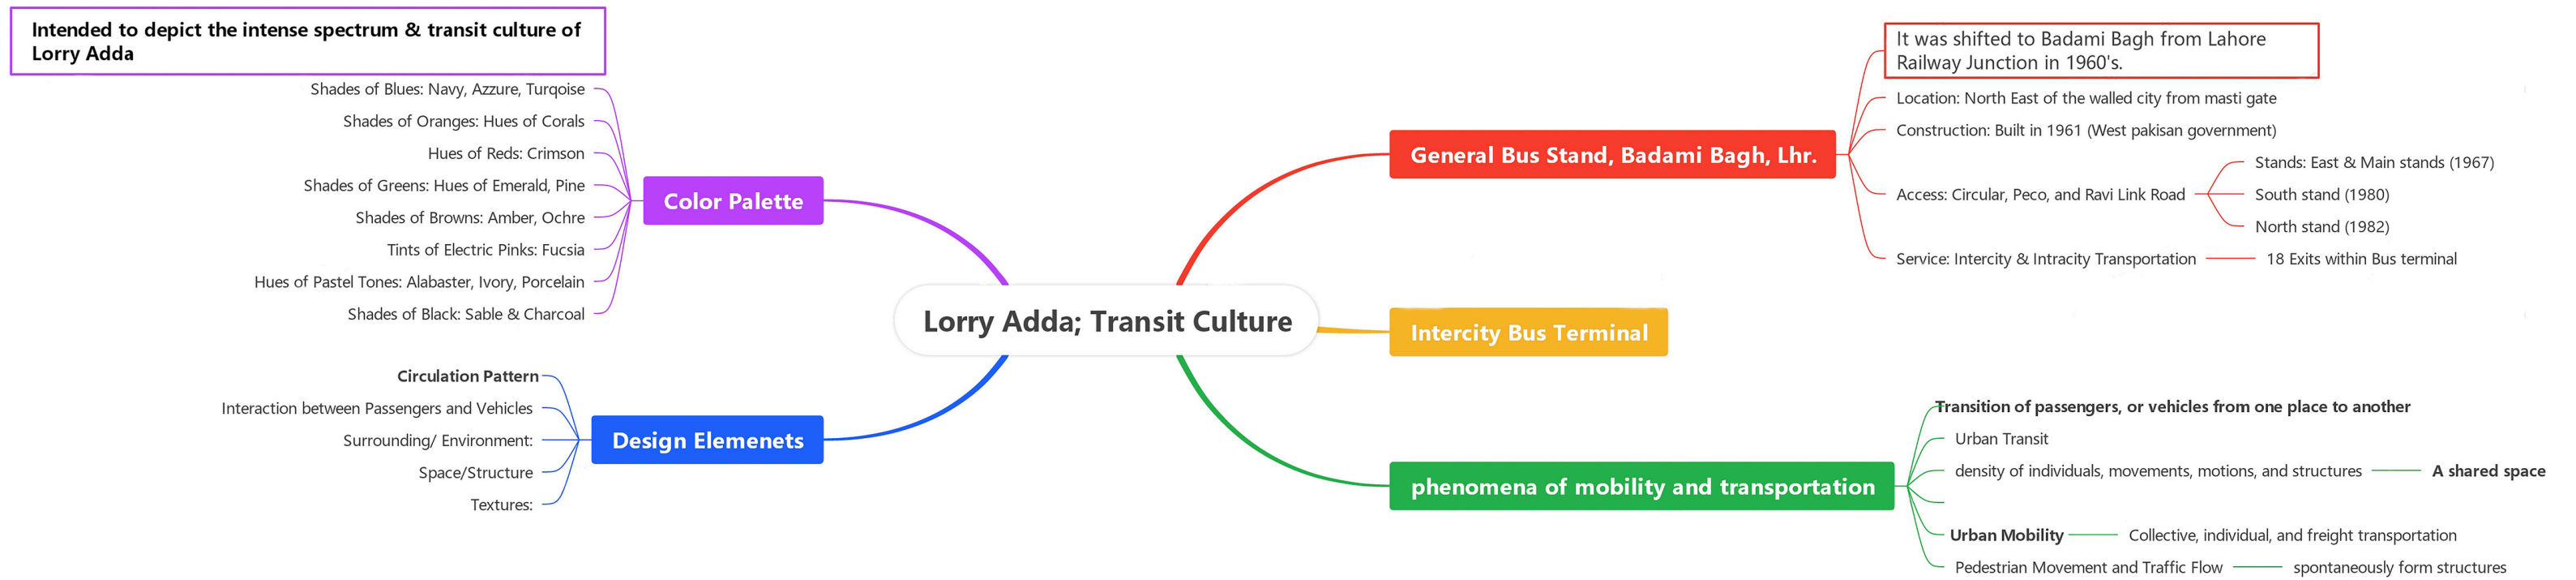 Intended to depict the intense spectrum & transit culture of
Lorry Adda
Shades of Blues: Navy, Azzure, Turqoise
Shades of Oranges: Hues of Corals
Hues of Reds: Crimson
Shades of Greens: Hues of Emerald, Pine
Shades of Browns: Amber, Ochre
Tints of Electric Pinks: Fucsia
Hues of Pastel Tones: Alabaster, Ivory, Porcelain
Shades of Black: Sable & Charcoal
Color Palette
Circulation Pattern
Interaction between Passengers and Vehicles
Surrounding/ Environment:
Space/Structure
Textures:
Design Elemenets
Lorry Adda; Transit Culture
General Bus Stand, Badami Bagh, Lhr.
It was shifted to Badami Bagh from Lahore
Railway Junction in 1960's.
Location: North East of the walled city from masti gate
Construction: Built in 1961 (West pakisan government)
Access: Circular, Peco, and Ravi Link Road
Stands: East & Main stands (1967)
South stand (1980)
North stand (1982)
Service: Intercity & Intracity Transportation
18 Exits within Bus terminal
Intercity Bus Terminal
phenomena of mobility and transportation
Transition of passengers, or vehicles from one place to another
Urban Transit
density of individuals, movements, motions, and structures
A shared space
Urban Mobility
Collective, individual, and freight transportation
Pedestrian Movement and Traffic Flow
spontaneously form structures